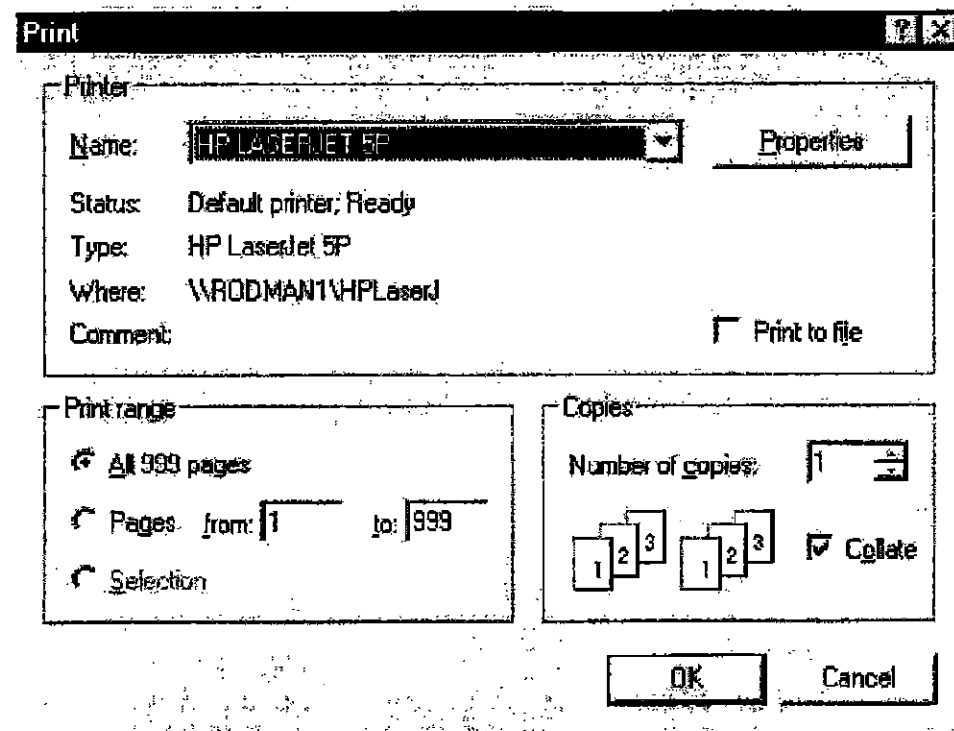 Print
Printer
Name: HP LASERJET 5P Properties
Status: Default printer; Ready
Type: HP LaserJet 5P
Where: \\RODMAN1\HPLaserJ
Comment: Print to file
Print range
All 999 pages
Pages from: 1 to: 999
Selection
Copies
Number of copies: 1
1 2 3 1 2 3 Collate
OK Cancel